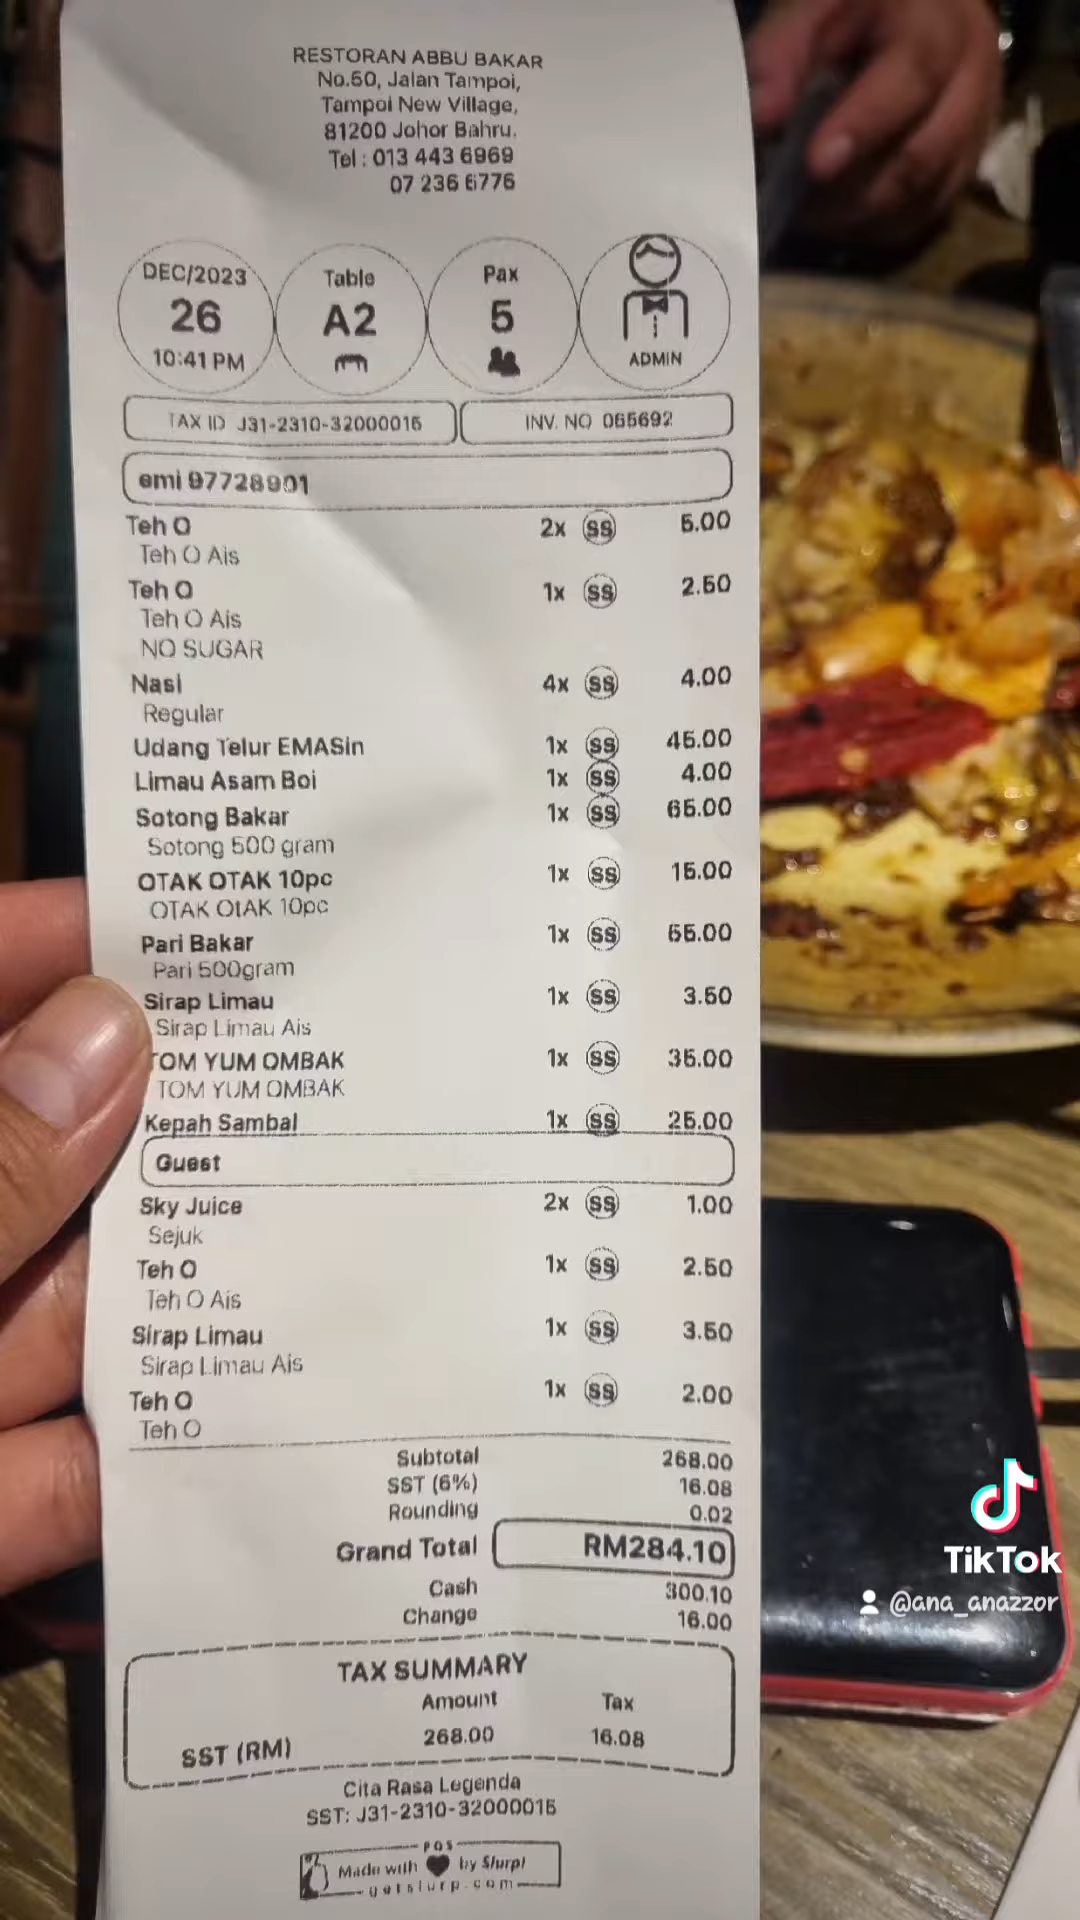 RESTORAN ABBU BAKAR
No.50, Jalan Tampoi,
Tampoi New Village,
81200 Johor Bahru.
Tel : 013 443 6969
07 236 6776
DEC/2023
26
10:41 PM
Table
A2
Pax
5
ADMIN
TAX ID J31-2310-32000015
INV. NO 055692
emi 97728901
Teh O 2x SS 5.00
Teh O Ais
Teh O 1x SS 2.50
Teh O Ais
NO SUGAR
Nasi 4x SS 4.00
Regular
Udang Telur EMASin 1x SS 45.00
Limau Asam Boi 1x SS 4.00
Sotong Bakar 1x SS 65.00
Sotong 500 gram
OTAK OTAK 10pc 1x SS 15.00
OTAK OtAK 10pc
Pari Bakar 1x SS 55.00
Pari 500gram
Sirap Limau 1x SS 3.50
Sirap Limau Ais
TOM YUM OMBAK 1x SS 35.00
TOM YUM OMBAK
Kepah Sambal 1x SS 25.00
Guest
Sky Juice 2x SS 1.00
Sejuk
Teh O 1x SS 2.50
Teh O Ais
Sirap Limau 1x SS 3.50
Sirap Limau Ais
Teh O 1x SS 2.00
Teh O
Subtotal 268.00
SST (6%) 16.08
Rounding 0.02
Grand Total RM284.10
Cash 300.10
Change 16.00
TAX SUMMARY
Amount Tax
SST (RM) 268.00 16.08
Cita Rasa Legenda
SST: J31-2310-32000015
POS
Made with by Slurp!
getslurp.com
TikTok
@ana_anazzor